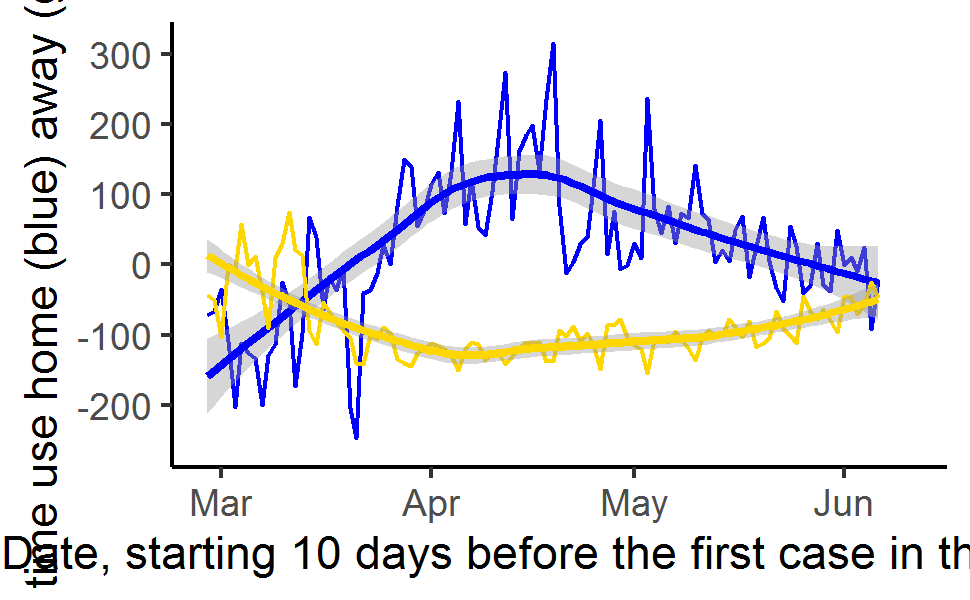 time use home (blue) away (
300
200
100
0
-100
-200
Mar Apr May Jun
Date, starting 10 days before the first case in th